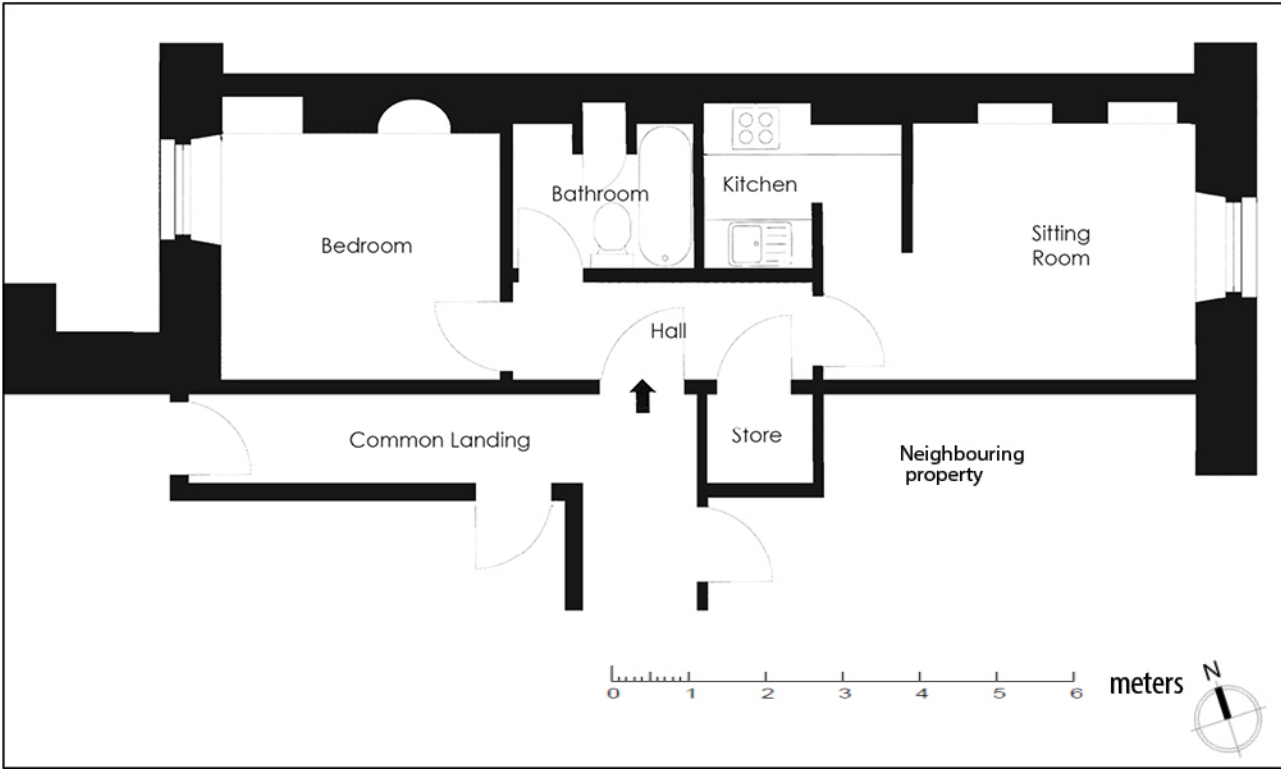 Kitchen
Bathroom
Bedroom
Sitting
Room
Hall
Common Landing
Store
Neighbouring
property
0 1 2 3 4 5 6
meters
N